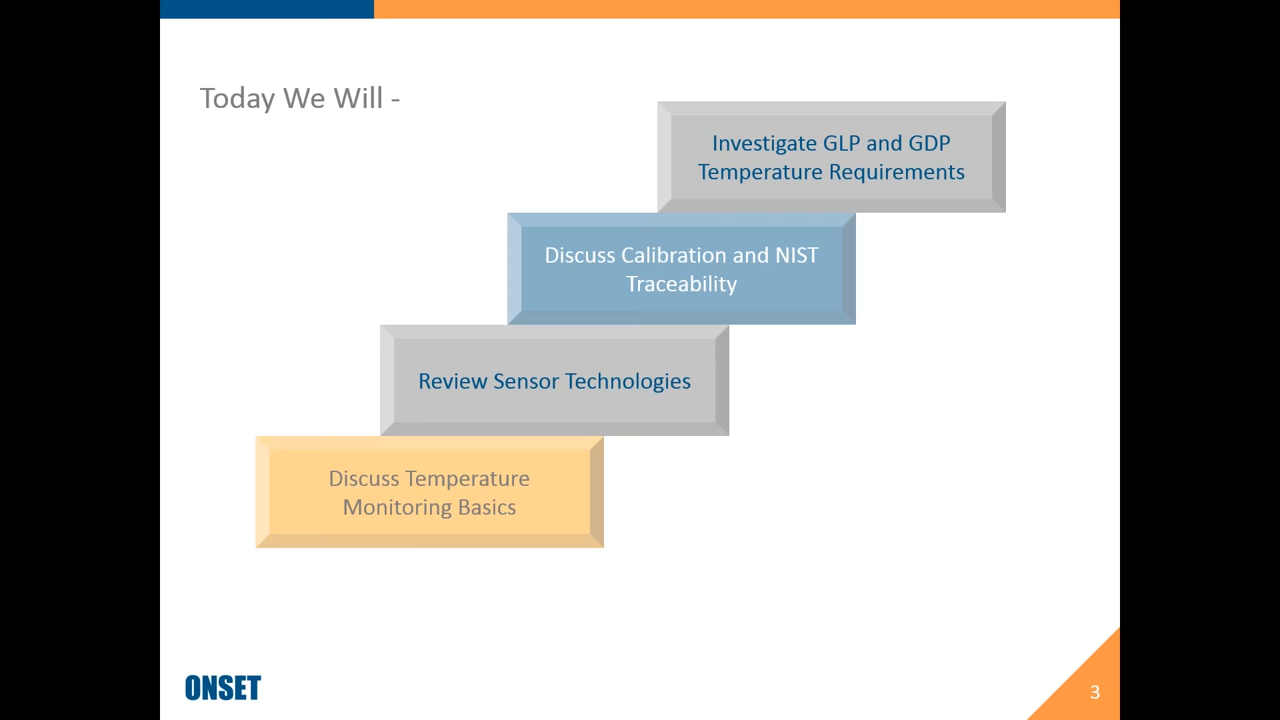 Today We Will -
Investigate GLP and GDP
Temperature Requirements
Discuss Calibration and NIST
Traceability
Review Sensor Technologies
Discuss Temperature
Monitoring Basics
ONSET
3